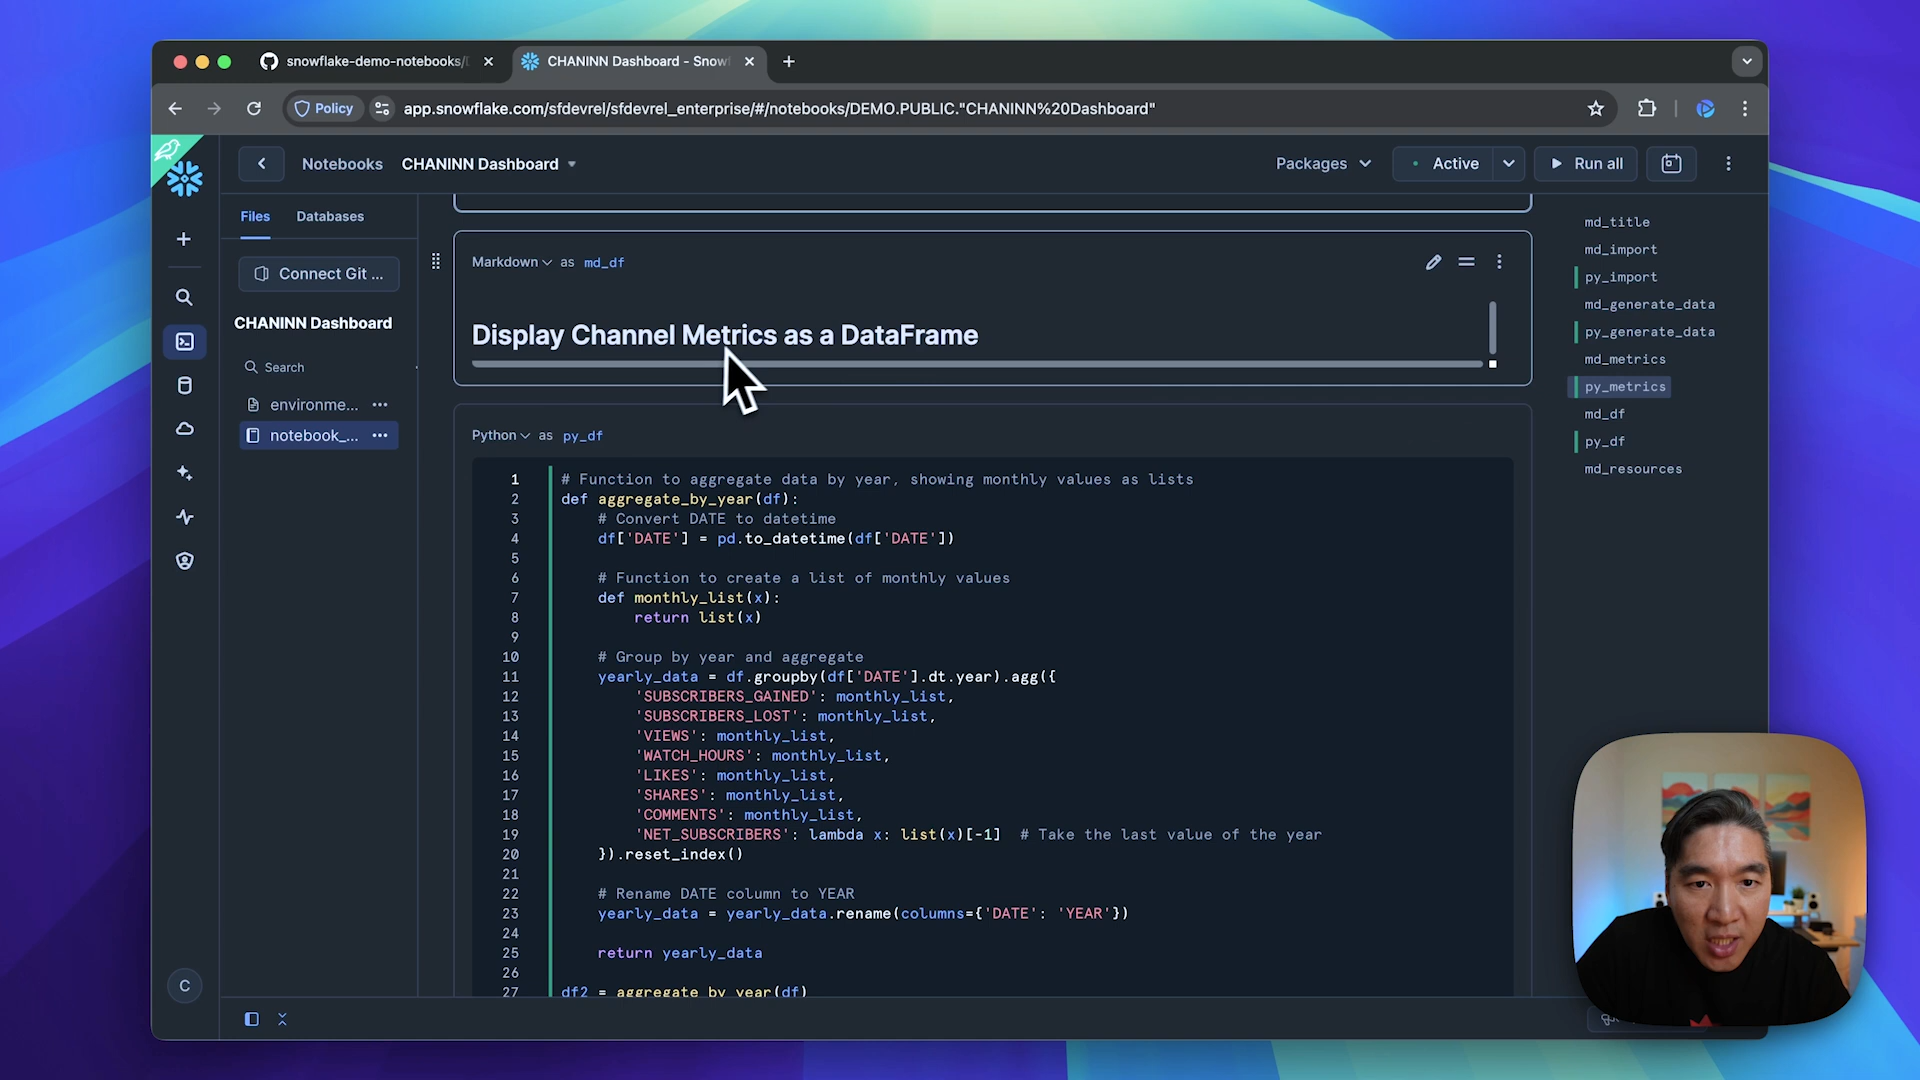 snowflake-demo-notebooks/
CHANINN Dashboard - Snowf
Policy
app.snowflake.com/sfdevrel/sfdevrel_enterprise/#/notebooks/DEMO.PUBLIC."CHANINN%20Dashboard"
Notebooks
CHANINN Dashboard
Packages
Active
Run all
Files
Databases
Connect Git ...
CHANINN Dashboard
Search
environme...
notebook_...
C
Markdown as md_df
Display Channel Metrics as a DataFrame
Python as py_df
1 # Function to aggregate data by year, showing monthly values as lists
2 def aggregate_by_year(df):
3 # Convert DATE to datetime
4 df['DATE'] = pd.to_datetime(df['DATE'])
5
6 # Function to create a list of monthly values
7 def monthly_list(x):
8 return list(x)
9
10 # Group by year and aggregate
11 yearly_data = df.groupby(df['DATE'].dt.year).agg({
12 'SUBSCRIBERS_GAINED': monthly_list,
13 'SUBSCRIBERS_LOST': monthly_list,
14 'VIEWS': monthly_list,
15 'WATCH_HOURS': monthly_list,
16 'LIKES': monthly_list,
17 'SHARES': monthly_list,
18 'COMMENTS': monthly_list,
19 'NET_SUBSCRIBERS': lambda x: list(x)[-1] # Take the last value of the year
20 }).reset_index()
21
22 # Rename DATE column to YEAR
23 yearly_data = yearly_data.rename(columns={'DATE': 'YEAR'})
24
25 return yearly_data
26
27 df2 = aggregate_by_year(df)
md_title
md_import
py_import
md_generate_data
py_generate_data
md_metrics
py_metrics
md_df
py_df
md_resources